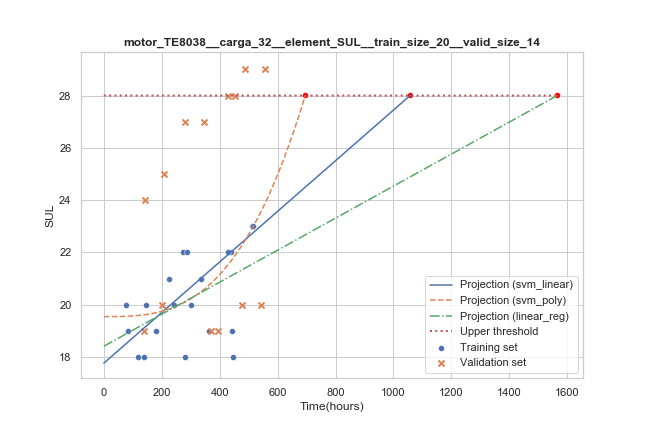 motor_TE8038__carga_32__element_SUL__train_size_20__valid_size_14
SUL
28
26
24
22
20
18
0
200
400
600
800
1000
1200
1400
1600
Time(hours)
Projection (svm_linear)
Projection (svm_poly)
Projection (linear_reg)
Upper threshold
Training set
Validation set